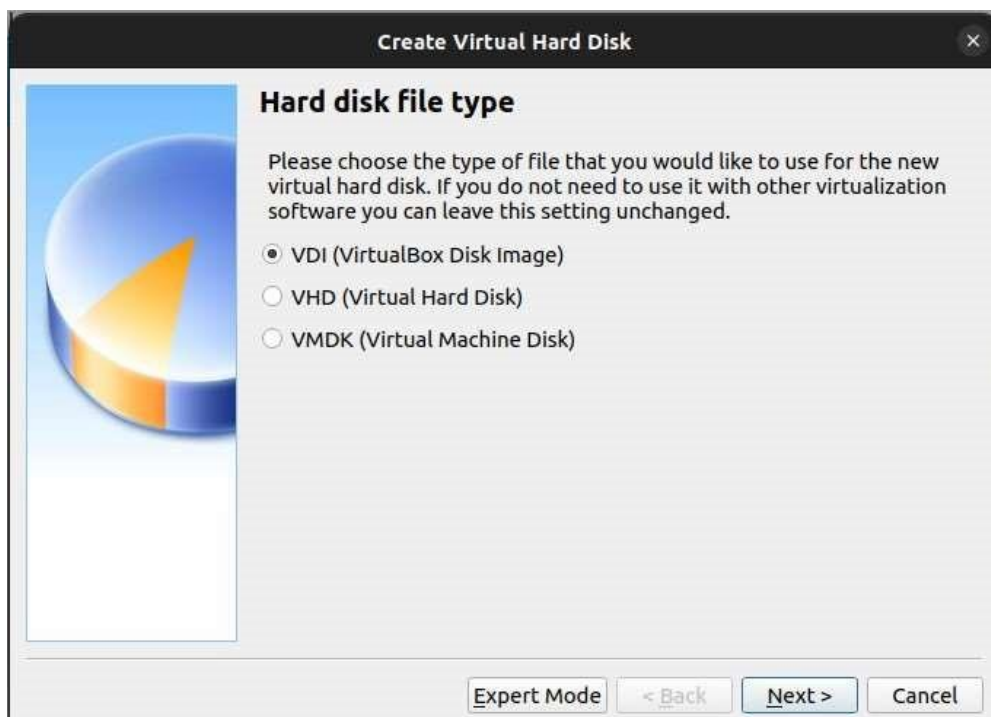 Create Virtual Hard Disk
Hard disk file type
Please choose the type of file that you would like to use for the new
virtual hard disk. If you do not need to use it with other virtualization
software you can leave this setting unchanged.
VDI (VirtualBox Disk Image)
VHD (Virtual Hard Disk)
VMDK (Virtual Machine Disk)
Expert Mode < Back Next > Cancel